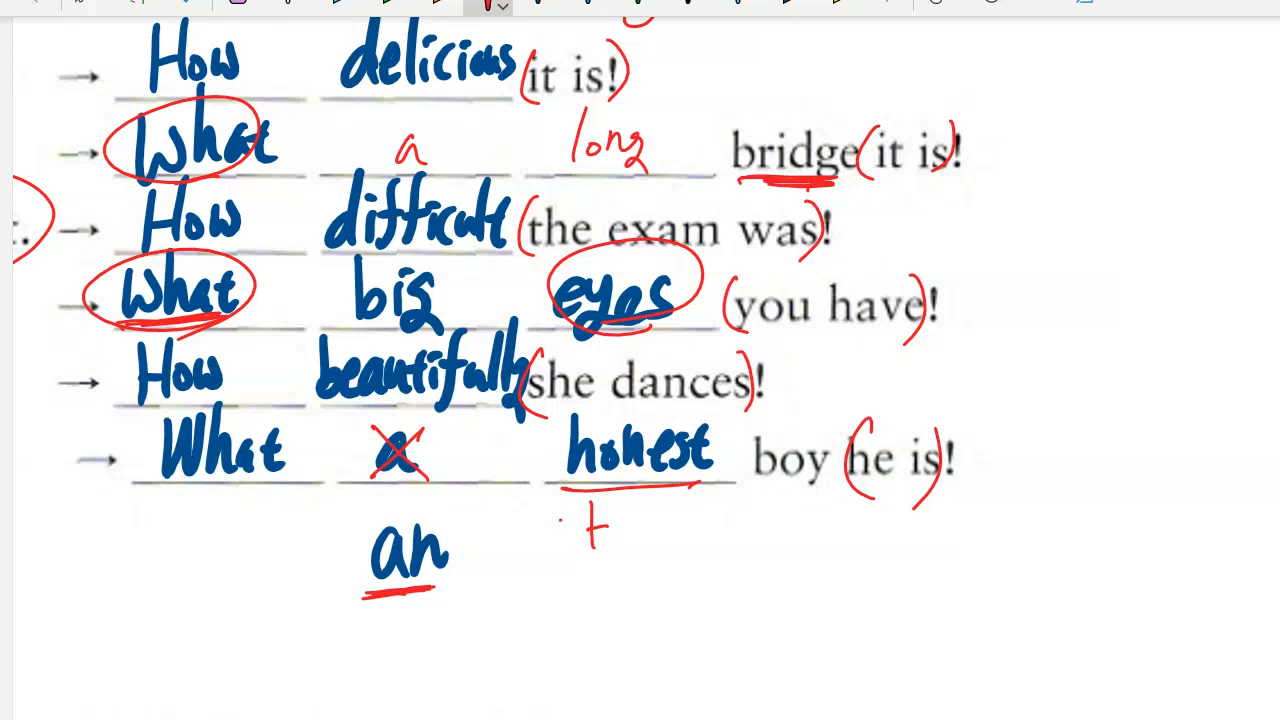 → How delicious (it is!)
→ What a long bridge (it is)!
t. → How difficult (the exam was)!
→ What big eyes (you have)!
→ How beautifully (she dances)!
→ What a honest boy (he is)!
an t